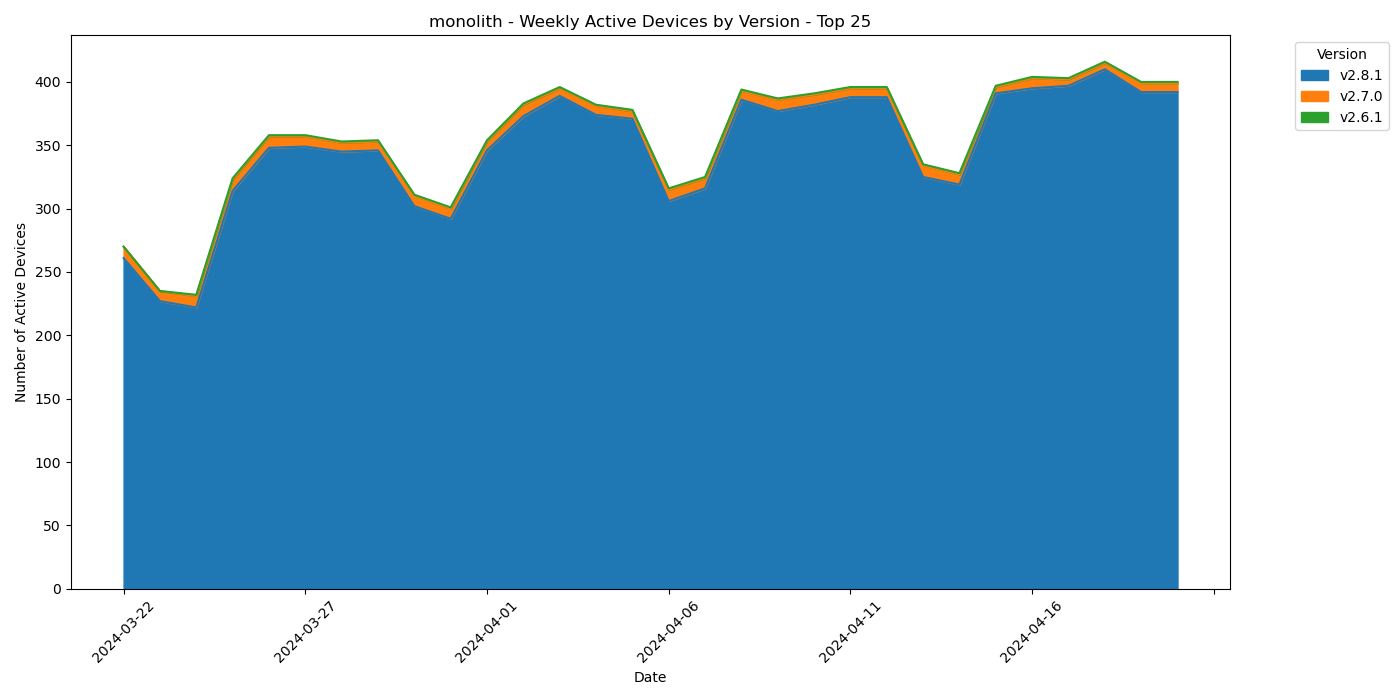 monolith - Weekly Active Devices by Version - Top 25
Version
v2.8.1
v2.7.0
v2.6.1
Number of Active Devices
400
350
300
250
200
150
100
50
0
2024-03-22
2024-03-27
2024-04-01
2024-04-06
2024-04-11
2024-04-16
Date